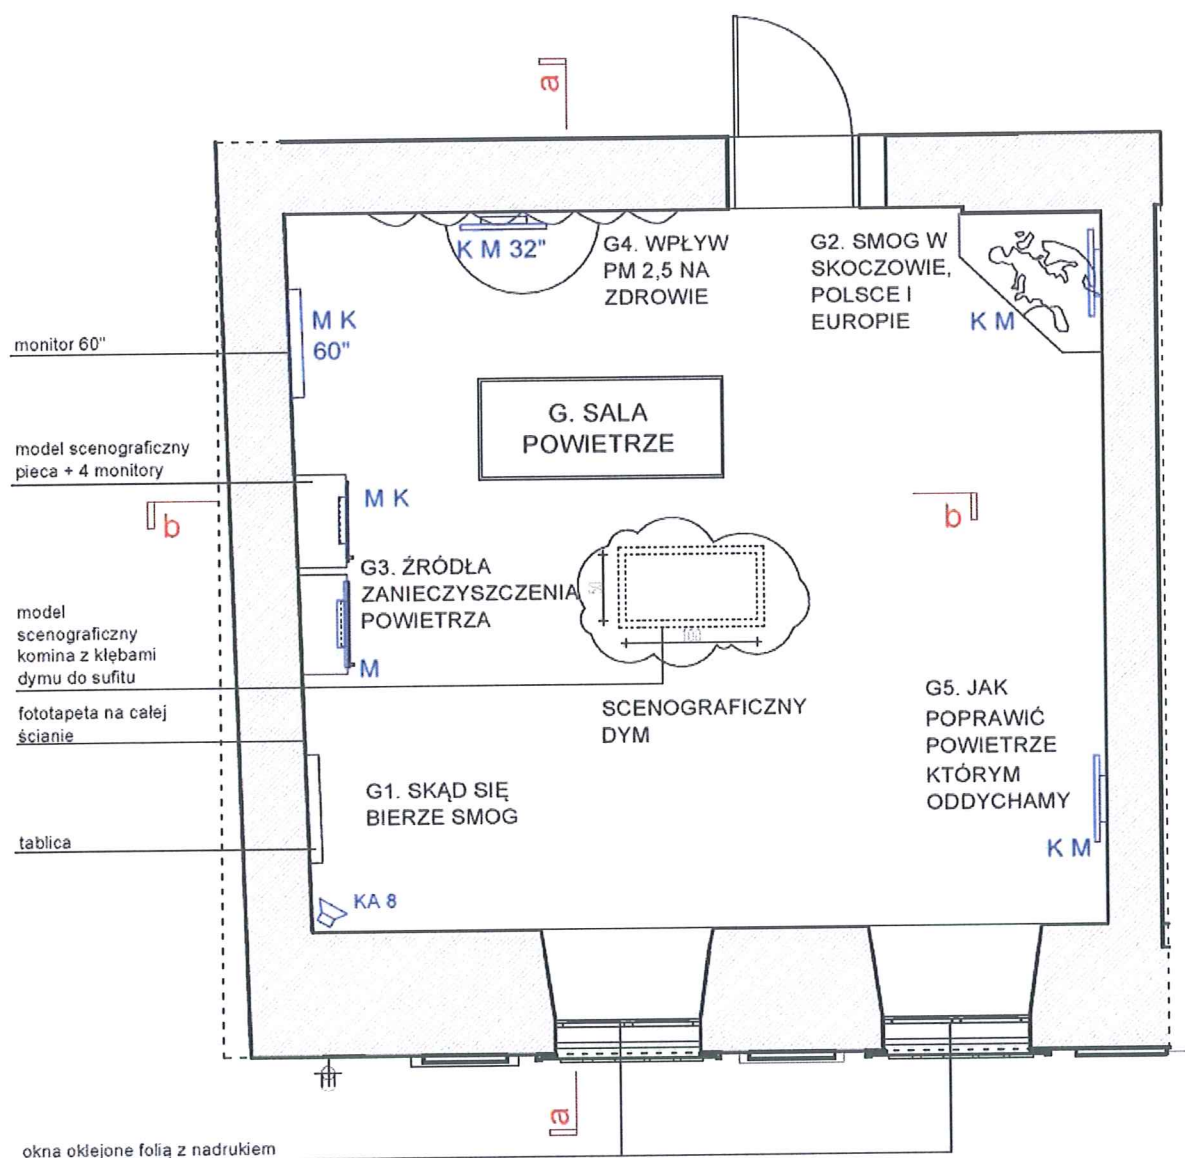 a
K M 32"
G4. WPŁYW
PM 2,5 NA
ZDROWIE
G2. SMOG W
SKOCZOWIE,
POLSCE I
EUROPIE
K M
monitor 60"
M K
60"
G. SALA
POWIETRZE
model scenograficzny
pieca + 4 monitory
M K
b
b
G3. ŹRÓDŁA
ZANIECZYSZCZENIA
POWIETRZA
M
50
100
model
scenograficzny
komina z kłębami
dymu do sufitu
SCENOGRAFICZNY
DYM
fototapeta na całej
ścianie
G5. JAK
POPRAWIĆ
POWIETRZE
KTÓRYM
ODDYCHAMY
K M
G1. SKĄD SIĘ
BIERZE SMOG
tablica
KA 8
a
okna oklejone folią z nadrukiem